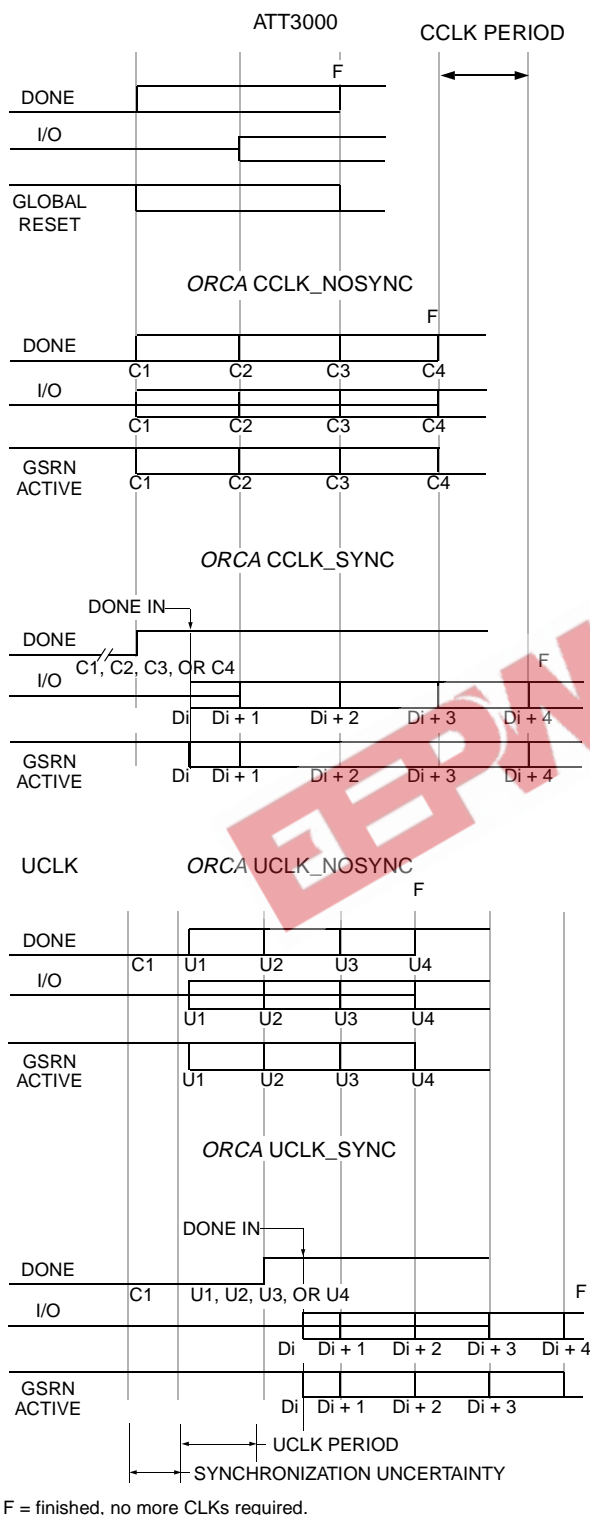 ATT3000
CCLK PERIOD
F
DONE
I/O
GLOBAL
RESET
ORCA CCLK_NOSYNC
F
DONE
C1 C2 C3 C4
I/O
C1 C2 C3 C4
GSRN
ACTIVE
C1 C2 C3 C4
ORCA CCLK_SYNC
DONE IN
DONE
C1, C2, C3, OR C4
F
I/O
Di Di + 1 Di + 2 Di + 3 Di + 4
GSRN
ACTIVE
Di Di + 1 Di + 2 Di + 3 Di + 4
EEPW
UCLK ORCA UCLK_NOSYNC
F
DONE
C1 U1 U2 U3 U4
I/O
U1 U2 U3 U4
GSRN
ACTIVE
U1 U2 U3 U4
ORCA UCLK_SYNC
DONE IN
DONE
C1 U1, U2, U3, OR U4
F
I/O
Di Di + 1 Di + 2 Di + 3 Di + 4
GSRN
ACTIVE
Di Di + 1 Di + 2 Di + 3
UCLK PERIOD
SYNCHRONIZATION UNCERTAINTY
F = finished, no more CLKs required.